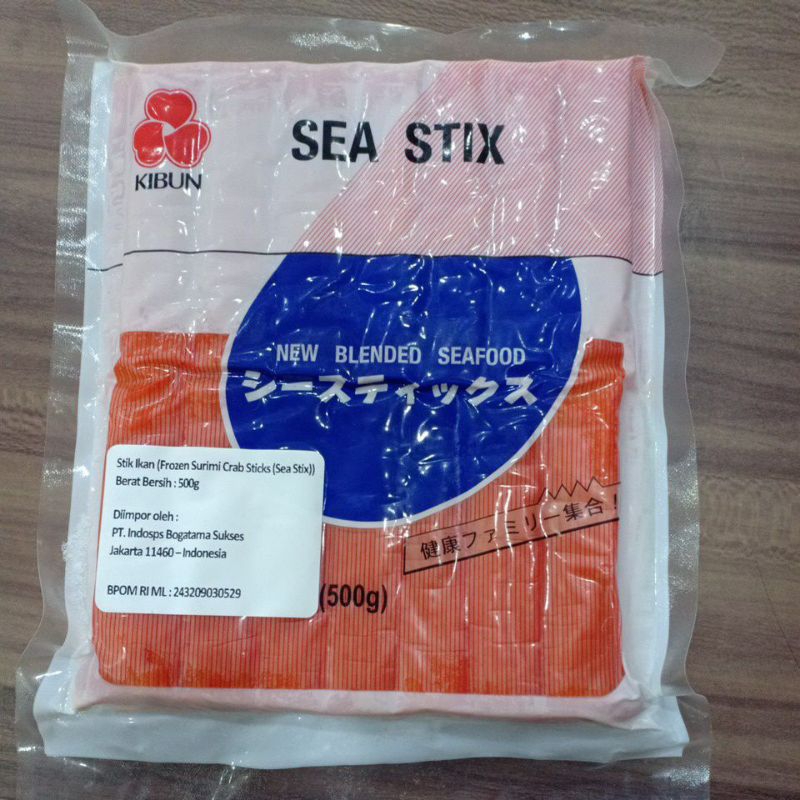 KIBUN
SEA STIX
NEW BLENDED SEAFOOD
シースティックス
Stik Ikan (Frozen Surimi Crab Sticks (Sea Stix))
Berat Bersih : 500g
Diimpor oleh :
PT. Indosps Bogatama Sukses
Jakarta 11460 – Indonesia
BPOM RI ML : 243209030529
健康ファミリー集合！
(500g)